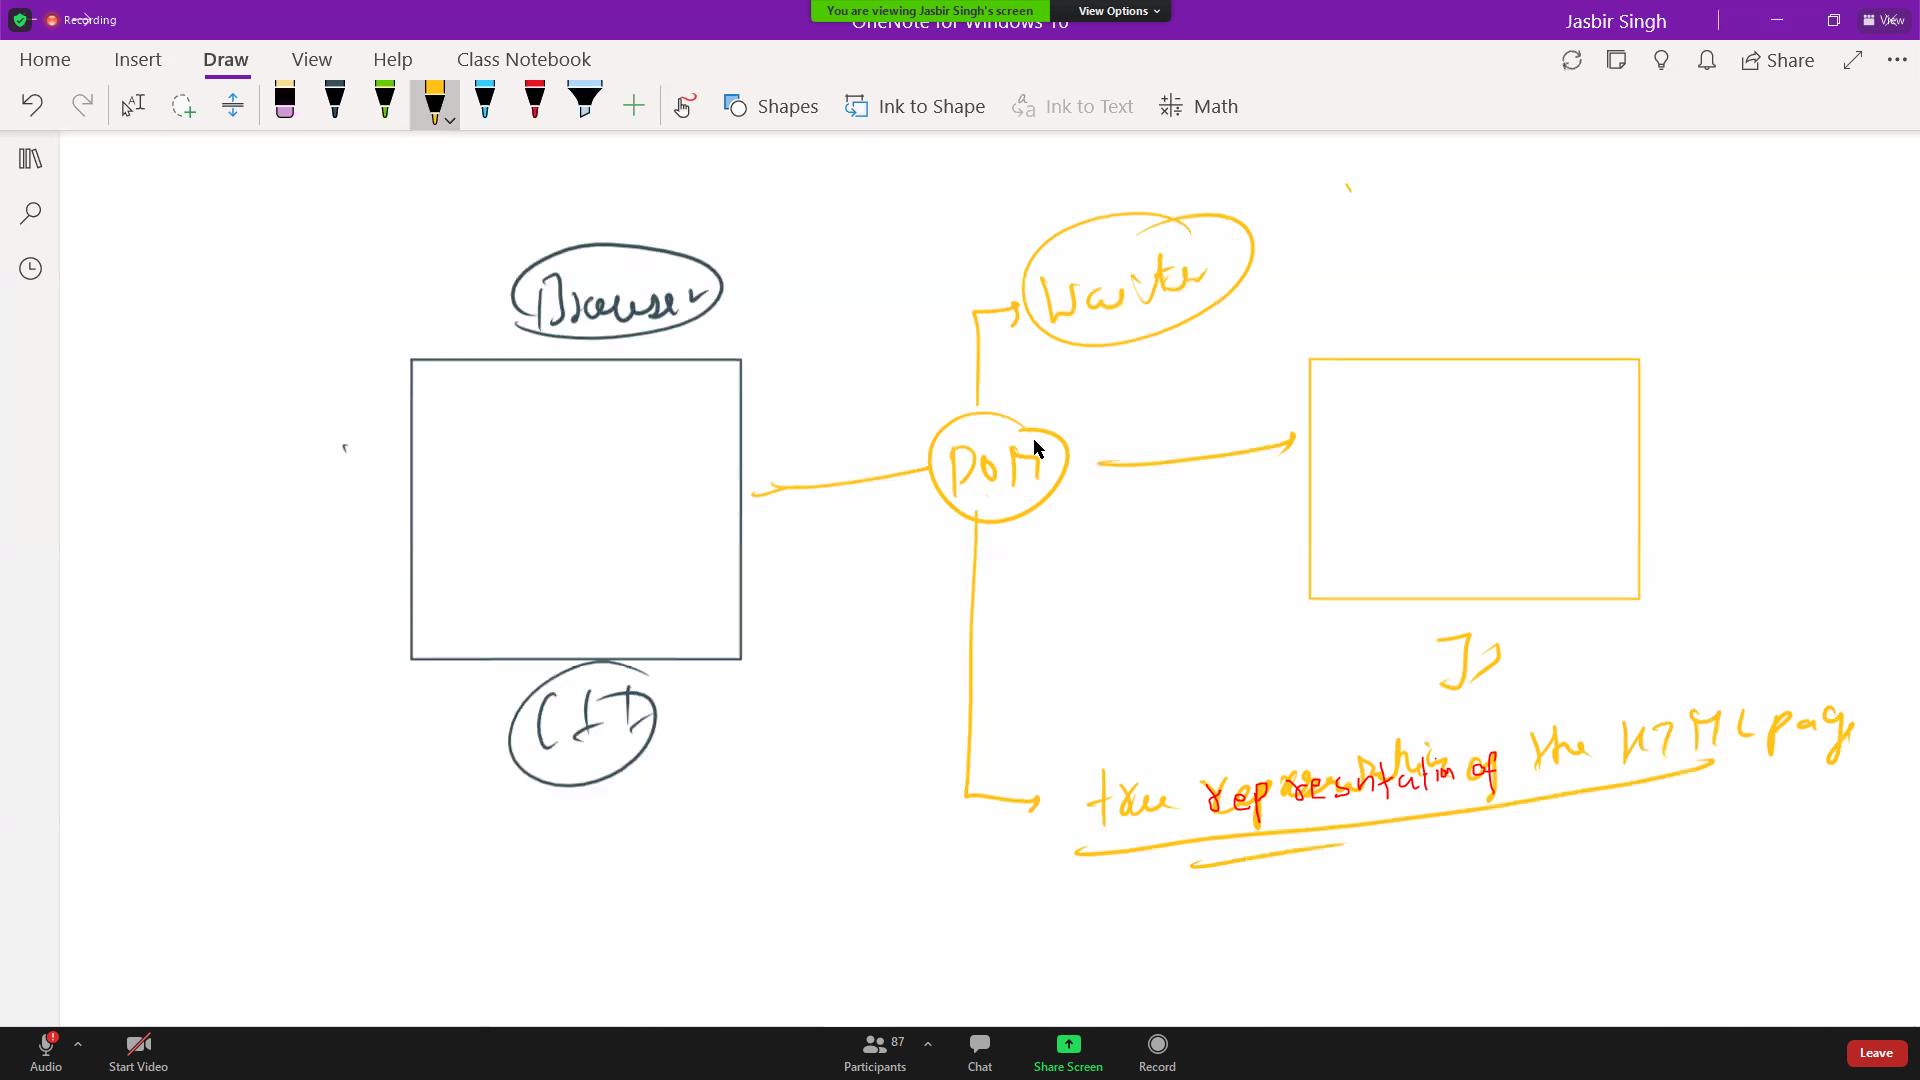 Recording
You are viewing Jasbir Singh's screen
View Options
OneNote for Windows 10
Jasbir Singh
View
Home
Insert
Draw
View
Help
Class Notebook
Share
Shapes
Ink to Shape
Ink to Text
Math
Browser
Waiter
DOM
JS
tree representation of the HTML page
Audio
Start Video
Participants
87
Chat
Share Screen
Record
Leave